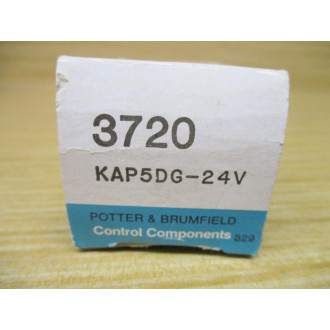 3720
KAP5DG-24V
POTTER & BRUMFIELD
Control Components 329